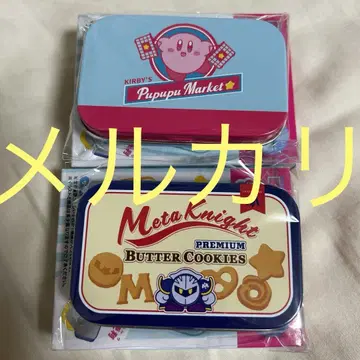 KIRBY'S
Pupupu Market
メルカリ
Meta Knight
PREMIUM
BUTTER COOKIES